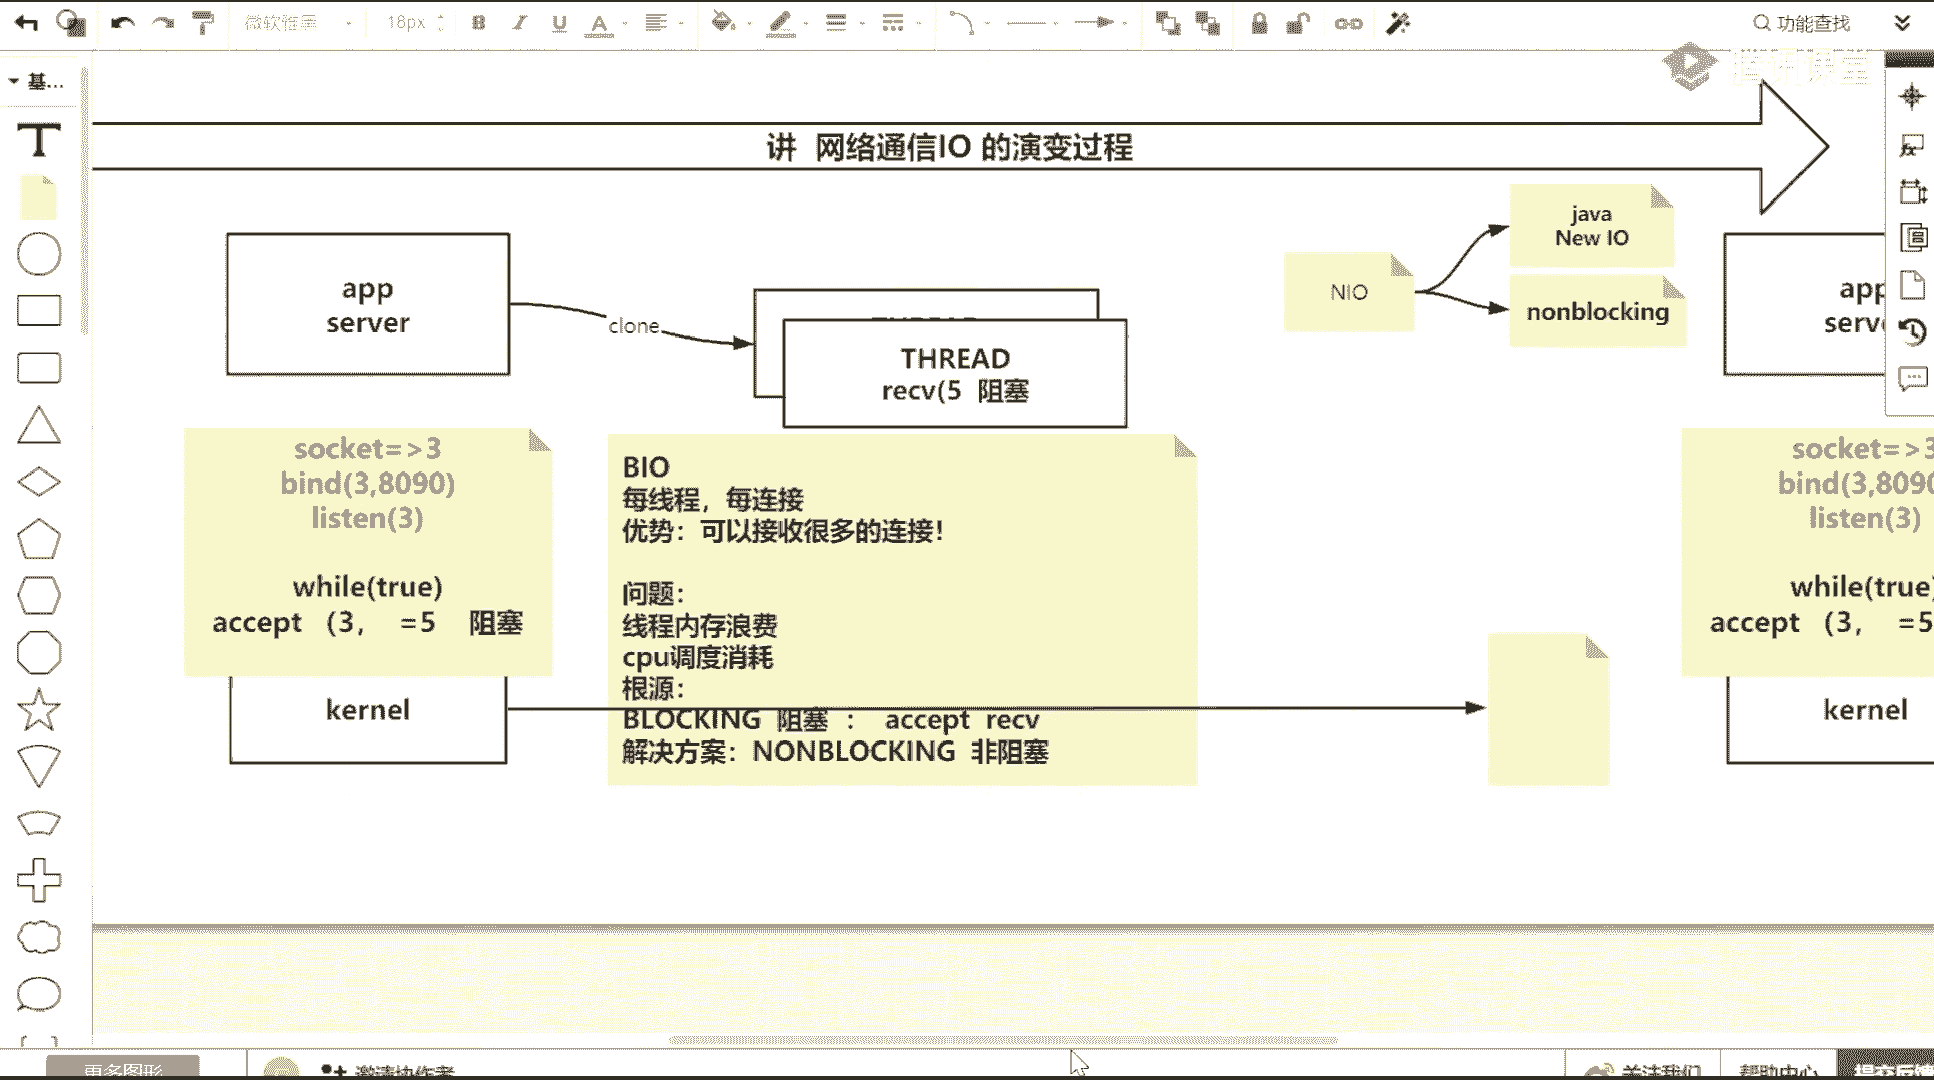 微软雅黑
18px
功能查找
腾讯课堂
基...
讲 网络通信IO 的演变过程
app
server
clone
THREAD
recv(5 阻塞
NIO
java
New IO
nonblocking
app
serv
socket=>3
bind(3,8090)
listen(3)
while(true)
accept （3， =5 阻塞
kernel
BIO
每线程，每连接
优势：可以接收很多的连接！
问题：
线程内存浪费
cpu调度消耗
根源：
BLOCKING 阻塞 ： accept recv
解决方案：NONBLOCKING 非阻塞
socket=>3
bind(3,8090
listen(3)
while(true)
accept （3， =5
kernel
更多图形
邀请协作者
关注我们
帮助中心
提交反馈